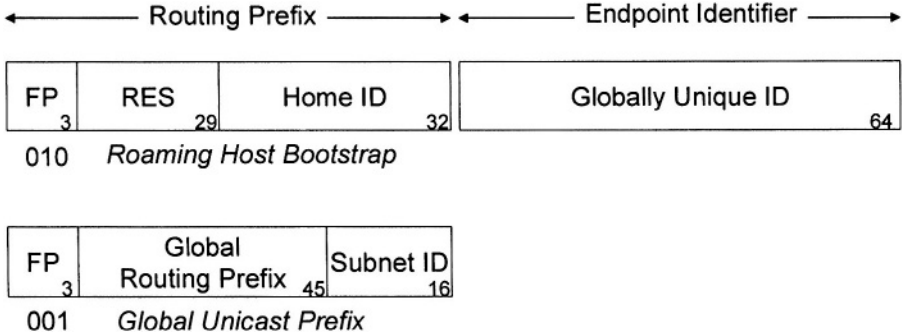 Routing Prefix Endpoint Identifier
FP RES Home ID Globally Unique ID
3 29 32 64
010 Roaming Host Bootstrap
FP Global Routing Prefix Subnet ID
3 45 16
001 Global Unicast Prefix